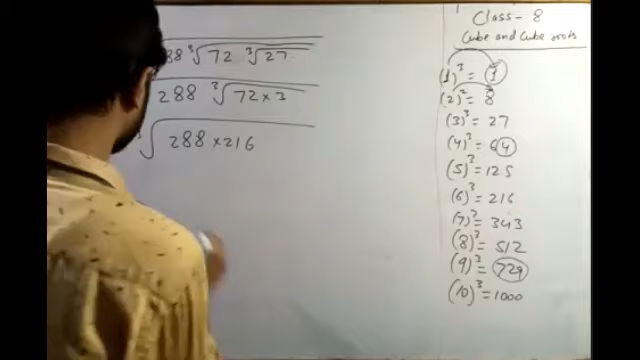 88 ∛72 ∛27
288 ∛72×3
√288×216
Class - 8
Cube and Cube roots
(1)³ = 1
(2)³ = 8
(3)³ = 27
(4)³ = 64
(5)³ = 125
(6)³ = 216
(7)³ = 343
(8)³ = 512
(9)³ = 729
(10)³ = 1000